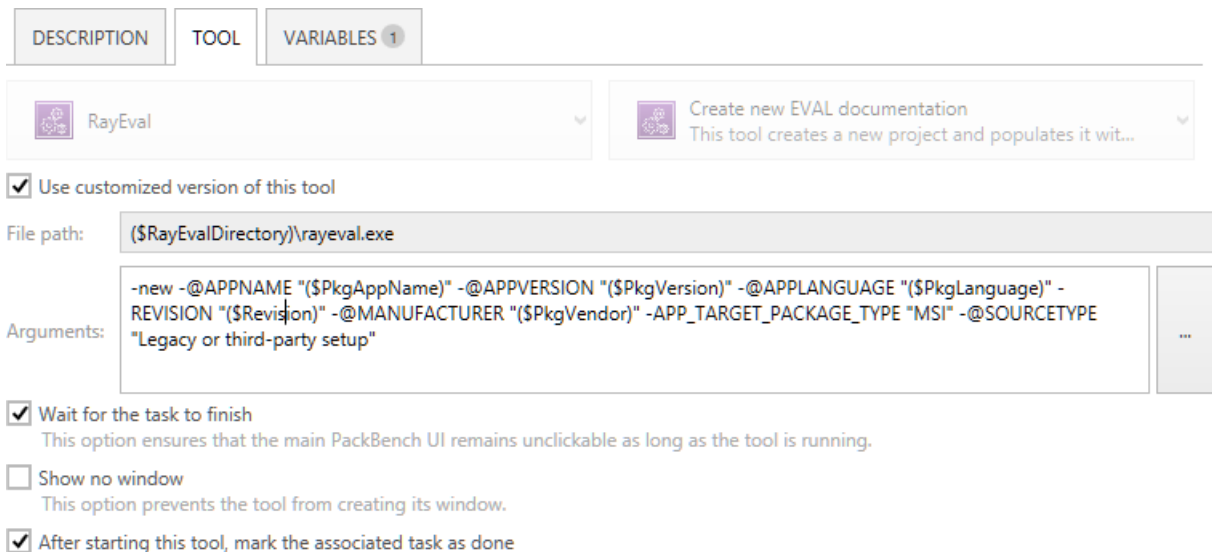 DESCRIPTION
TOOL
VARIABLES 1
RayEval
Create new EVAL documentation
This tool creates a new project and populates it wit...
Use customized version of this tool
File path:
($RayEvalDirectory)\rayeval.exe
Arguments:
-new -@APPNAME "($PkgAppName)" -@APPVERSION "($PkgVersion)" -@APPLANGUAGE "($PkgLanguage)" -
REVISION "($Revision)" -@MANUFACTURER "($PkgVendor)" -APP_TARGET_PACKAGE_TYPE "MSI" -@SOURCETYPE
"Legacy or third-party setup"
...
Wait for the task to finish
This option ensures that the main PackBench UI remains unclickable as long as the tool is running.
Show no window
This option prevents the tool from creating its window.
After starting this tool, mark the associated task as done